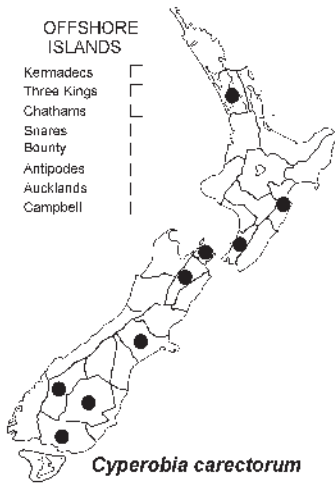 OFFSHORE
ISLANDS
Kermadecs
Three Kings
Chathams
Snares
Bounty
Antipodes
Aucklands
Campbell
Cyperobia carectorum